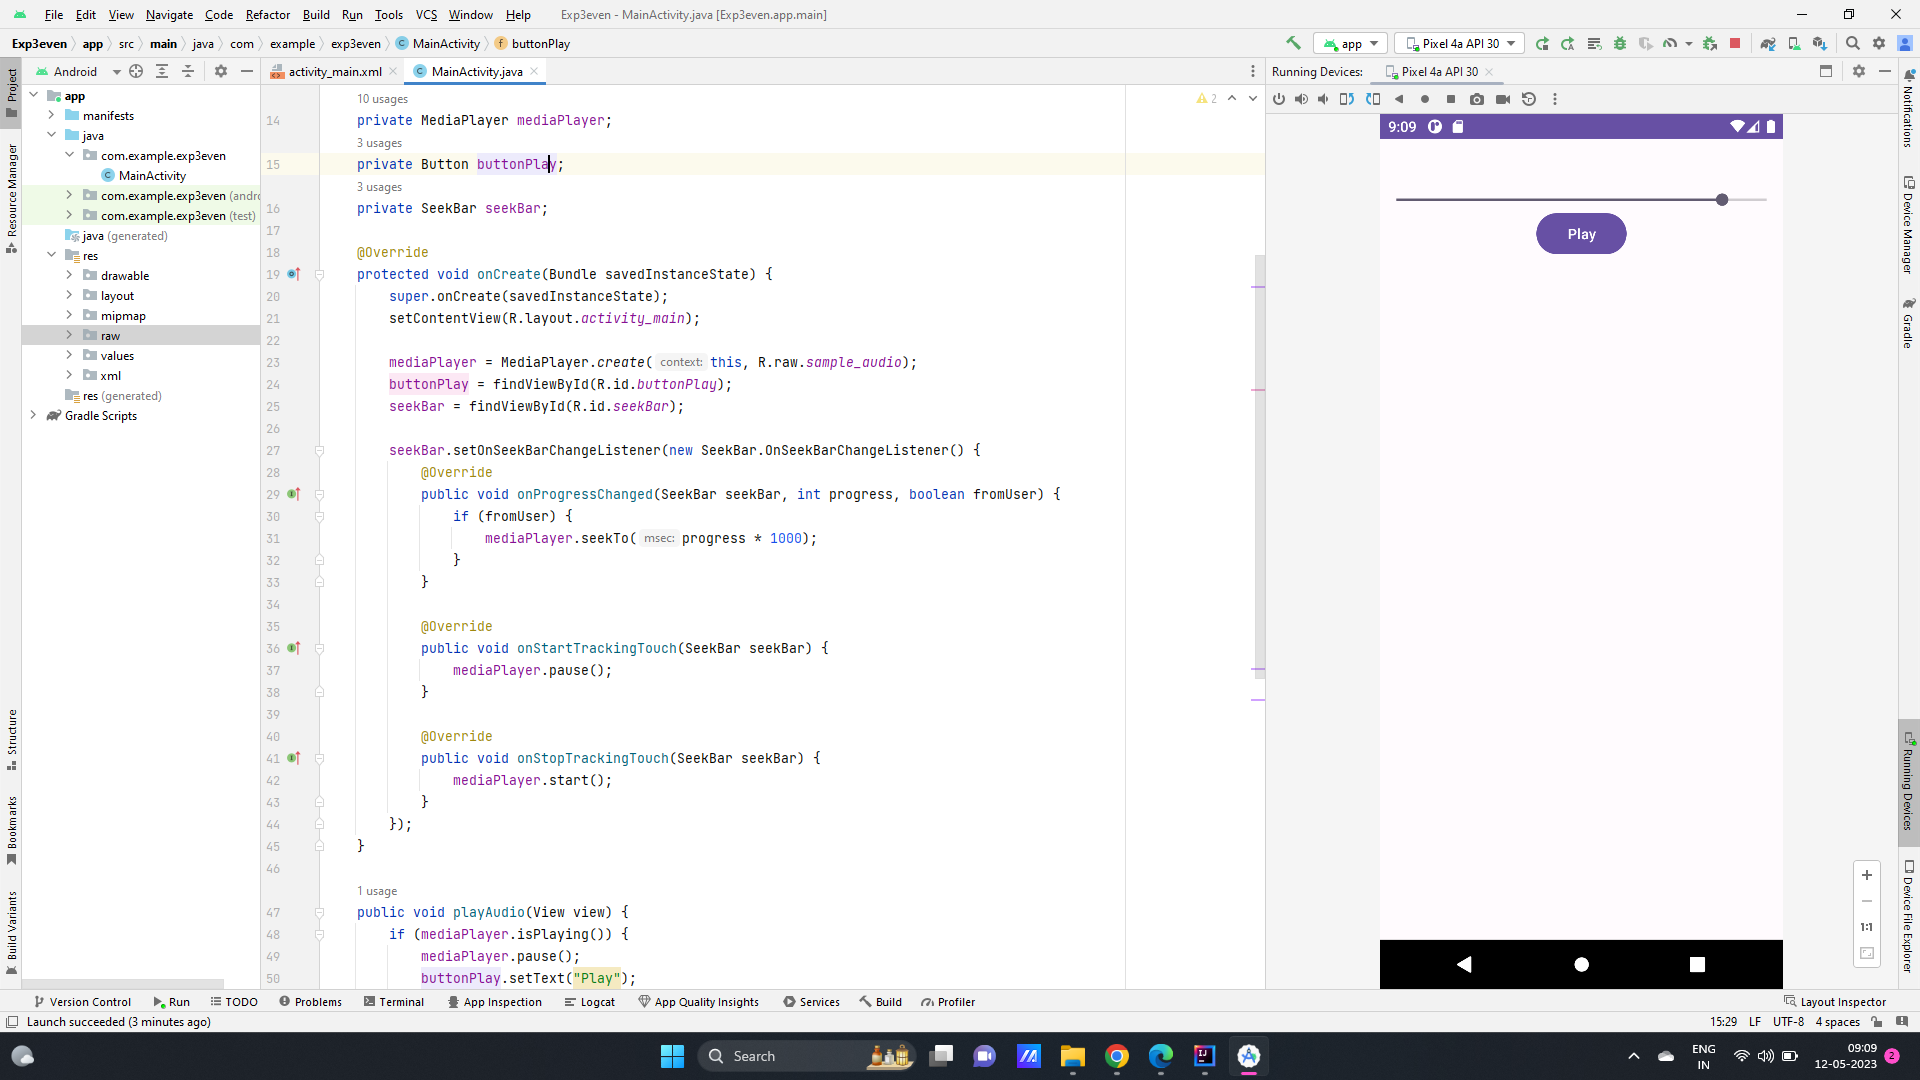 File Edit View Navigate Code Refactor Build Run Tools VCS Window Help Exp3even - MainActivity.java [Exp3even.app.main]
Exp3even app src main java com example exp3even MainActivity buttonPlay app Pixel 4a API 30
Project
Resource Manager
Structure
Bookmarks
Build Variants
Android
app
manifests
java
com.example.exp3even
MainActivity
com.example.exp3even (andro
com.example.exp3even (test)
java (generated)
res
drawable
layout
mipmap
raw
values
xml
res (generated)
Gradle Scripts
activity_main.xml MainActivity.java
2
10 usages
14 private MediaPlayer mediaPlayer;
3 usages
15 private Button buttonPlay;
3 usages
16 private SeekBar seekBar;
17
18 @Override
19 protected void onCreate(Bundle savedInstanceState) {
20 super.onCreate(savedInstanceState);
21 setContentView(R.layout.activity_main);
22
23 mediaPlayer = MediaPlayer.create( context: this, R.raw.sample_audio);
24 buttonPlay = findViewById(R.id.buttonPlay);
25 seekBar = findViewById(R.id.seekBar);
26
27 seekBar.setOnSeekBarChangeListener(new SeekBar.OnSeekBarChangeListener() {
28 @Override
29 public void onProgressChanged(SeekBar seekBar, int progress, boolean fromUser) {
30 if (fromUser) {
31 mediaPlayer.seekTo( msec: progress * 1000);
32 }
33 }
34
35 @Override
36 public void onStartTrackingTouch(SeekBar seekBar) {
37 mediaPlayer.pause();
38 }
39
40 @Override
41 public void onStopTrackingTouch(SeekBar seekBar) {
42 mediaPlayer.start();
43 }
44 });
45 }
46
1 usage
47 public void playAudio(View view) {
48 if (mediaPlayer.isPlaying()) {
49 mediaPlayer.pause();
50 buttonPlay.setText("Play");
Running Devices: Pixel 4a API 30
9:09
Play
1:1
Notifications
Device Manager
Gradle
Running Devices
Device File Explorer
Version Control Run TODO Problems Terminal App Inspection Logcat App Quality Insights Services Build Profiler Layout Inspector
Launch succeeded (3 minutes ago) 15:29 LF UTF-8 4 spaces
Search
ENG
IN
09:09
12-05-2023
2